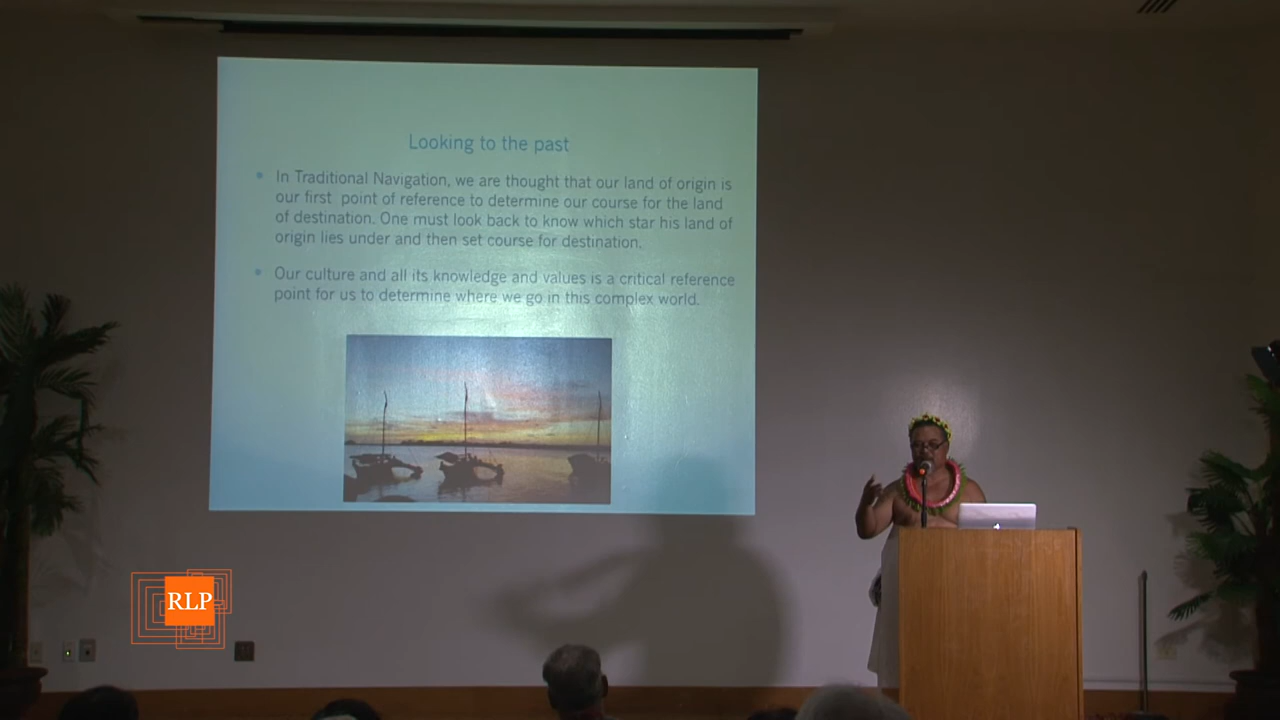 Looking to the past
In Traditional Navigation, we are thought that our land of origin is
our first point of reference to determine our course for the land
of destination. One must look back to know which star his land of
origin lies under and then set course for destination.
Our culture and all its knowledge and values is a critical reference
point for us to determine where we go in this complex world.
RLP